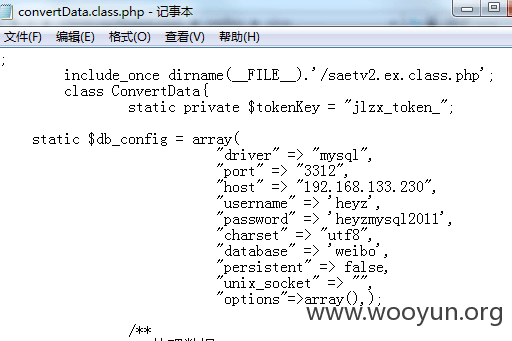 convertData.class.php - 记事本
文件(F) 编辑(E) 格式(O) 查看(V) 帮助(H)
;
include_once dirname(__FILE__).'/saetv2.ex.class.php';
class ConvertData{
static private $tokenKey = "jlzx_token_";
static $db_config = array(
"driver" => "mysql",
"port" => "3312",
"host" => "192.168.133.230",
"username" => 'heyz',
"password" => 'heyzmysql2011',
"charset" => "utf8",
"database" => 'weibo',
"persistent" => false,
"unix_socket" => "",
"options"=>array(),);
www.wooyun.org
/**